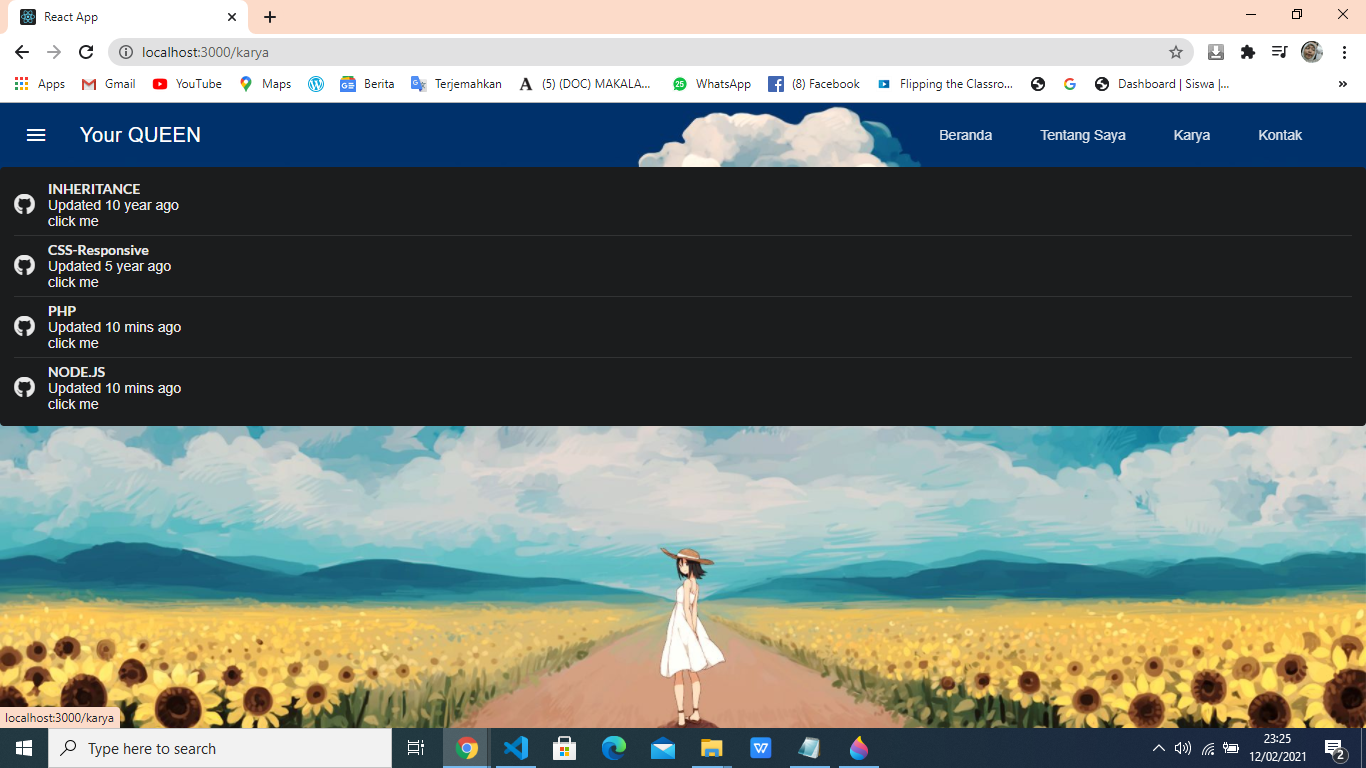 React App
localhost:3000/karya
Apps
Gmail
YouTube
Maps
Berita
Terjemahkan
(5) (DOC) MAKALA...
WhatsApp
(8) Facebook
Flipping the Classro...
Dashboard | Siswa |...
»
Your QUEEN
Beranda
Tentang Saya
Karya
Kontak
INHERITANCE
Updated 10 year ago
click me
CSS-Responsive
Updated 5 year ago
click me
PHP
Updated 10 mins ago
click me
NODE.JS
Updated 10 mins ago
click me
localhost:3000/karya
Type here to search
23:25
12/02/2021
2